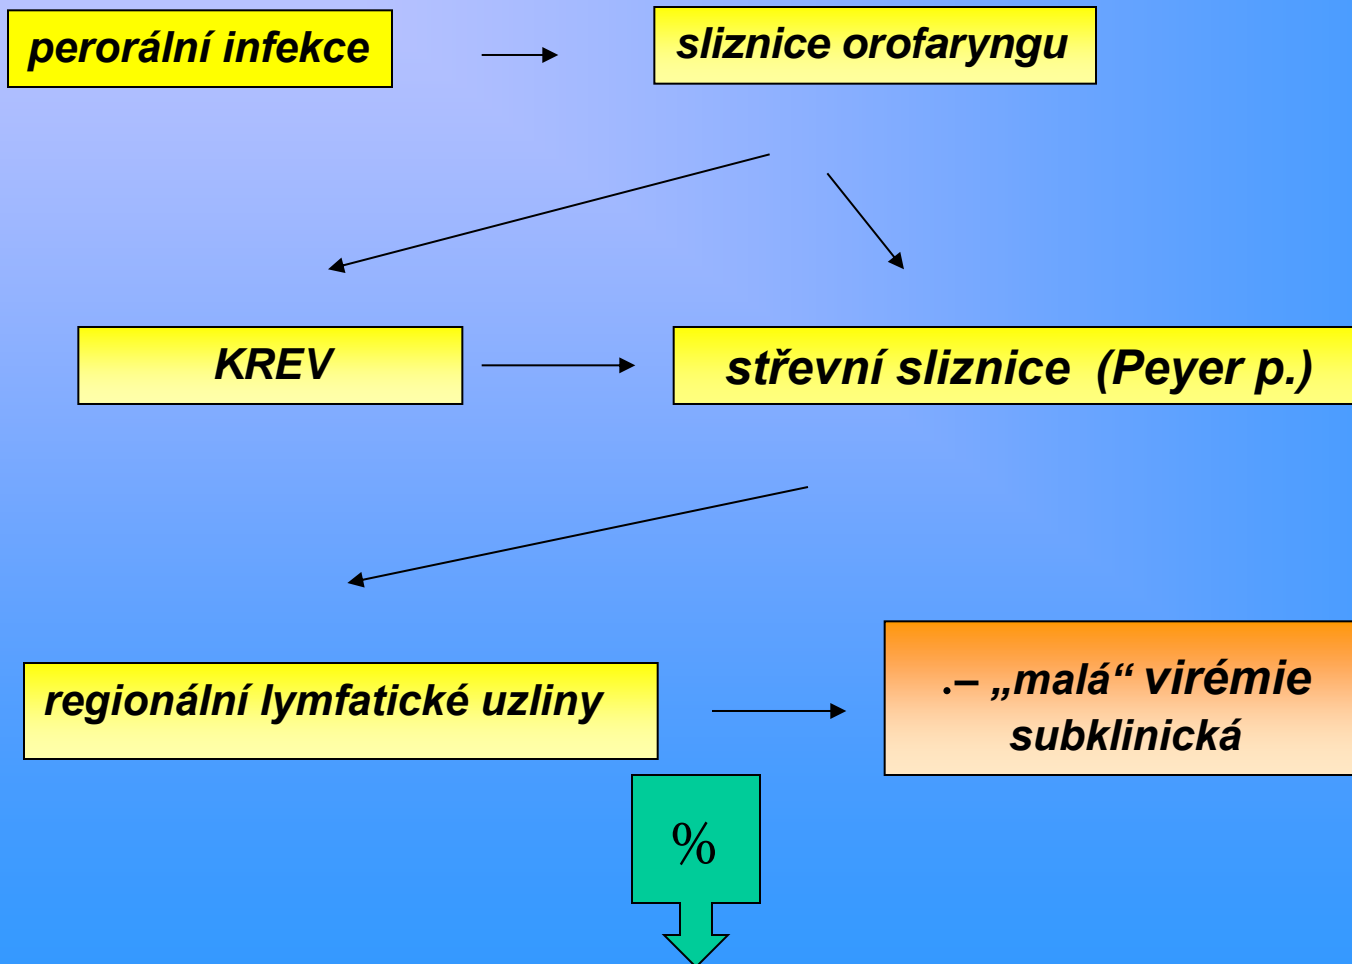 perorální infekce
sliznice orofaryngu
KREV
střevní sliznice (Peyer p.)
regionální lymfatické uzliny
.– „malá“ virémie
subklinická
%